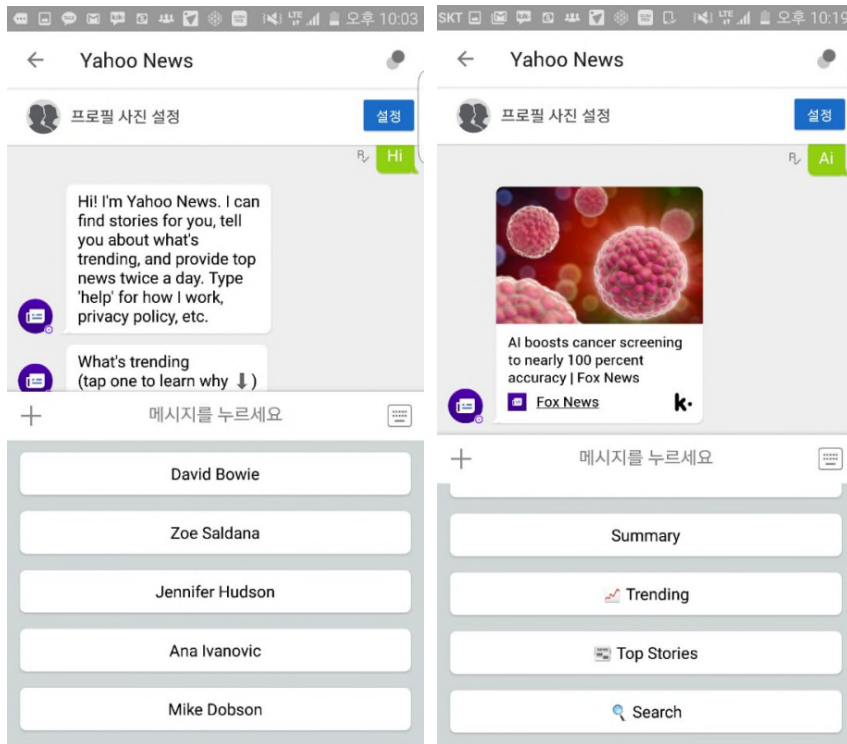 오후 10:03
Yahoo News
프로필 사진 설정
설정
Hi
Hi! I'm Yahoo News. I can
find stories for you, tell
you about what's
trending, and provide top
news twice a day. Type
'help' for how I work,
privacy policy, etc.
What's trending
(tap one to learn why ⬇)
메시지를 누르세요
David Bowie
Zoe Saldana
Jennifer Hudson
Ana Ivanovic
Mike Dobson
SKT LTE 오후 10:19
Yahoo News
프로필 사진 설정
설정
Ai
AI boosts cancer screening
to nearly 100 percent
accuracy | Fox News
Fox News
k·
메시지를 누르세요
Summary
📈 Trending
📰 Top Stories
🔍 Search